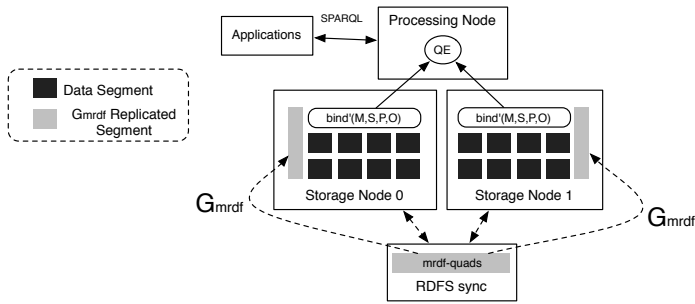 SPARQL
Processing Node
Applications
QE
Data Segment
Gmrdf Replicated
Segment
bind'(M,S,P,O)
bind'(M,S,P,O)
Storage Node 0
Storage Node 1
Gmrdf
Gmrdf
mrdf-quads
RDFS sync